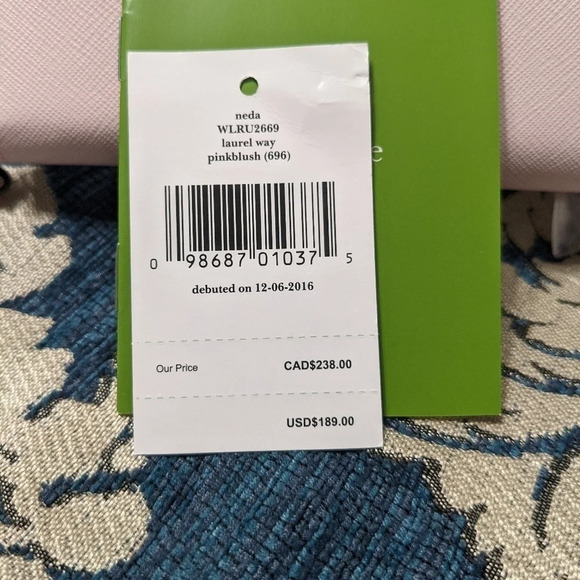 neda
WLRU2669
laurel way
pinkblush (696)
0 98687 01037 5
debuted on 12-06-2016
Our Price CAD$238.00
USD$189.00
e